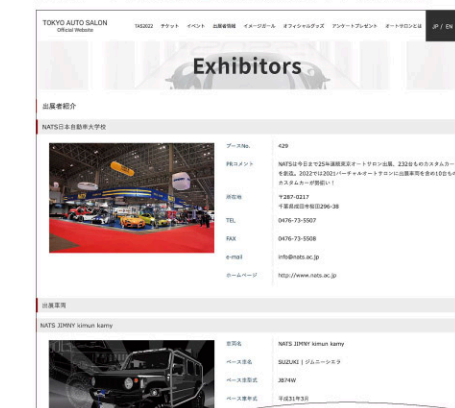 TOKYO AUTO SALON
Official Website
TAS2022 チケット イベント 出展者情報 イメージガール オフィシャルグッズ アンケートプレゼント オートサロンとは JP / EN
Exhibitors
出展者紹介
NATS日本自動車大学校
ブースNo. 429
PRコメント NATSは今日まで25年連続東京オートサロン出展、232台ものカスタムカー
を創造。2022では2021バーチャルオートサロンに出展車両を含め10台もの
カスタムカーが勢揃い!
所在地 〒287-0217
千葉県成田市桜田296-38
TEL 0476-73-5507
FAX 0476-73-5508
e-mail info@nats.ac.jp
ホームページ http://www.nats.ac.jp
出展車両
NATS JIMNY kimun kamy
車両名 NATS JIMNY kimun kamy
ベース車名 SUZUKI | ジムニーシエラ
ベース車型式 JB74W
ベース車年式 平成31年3月